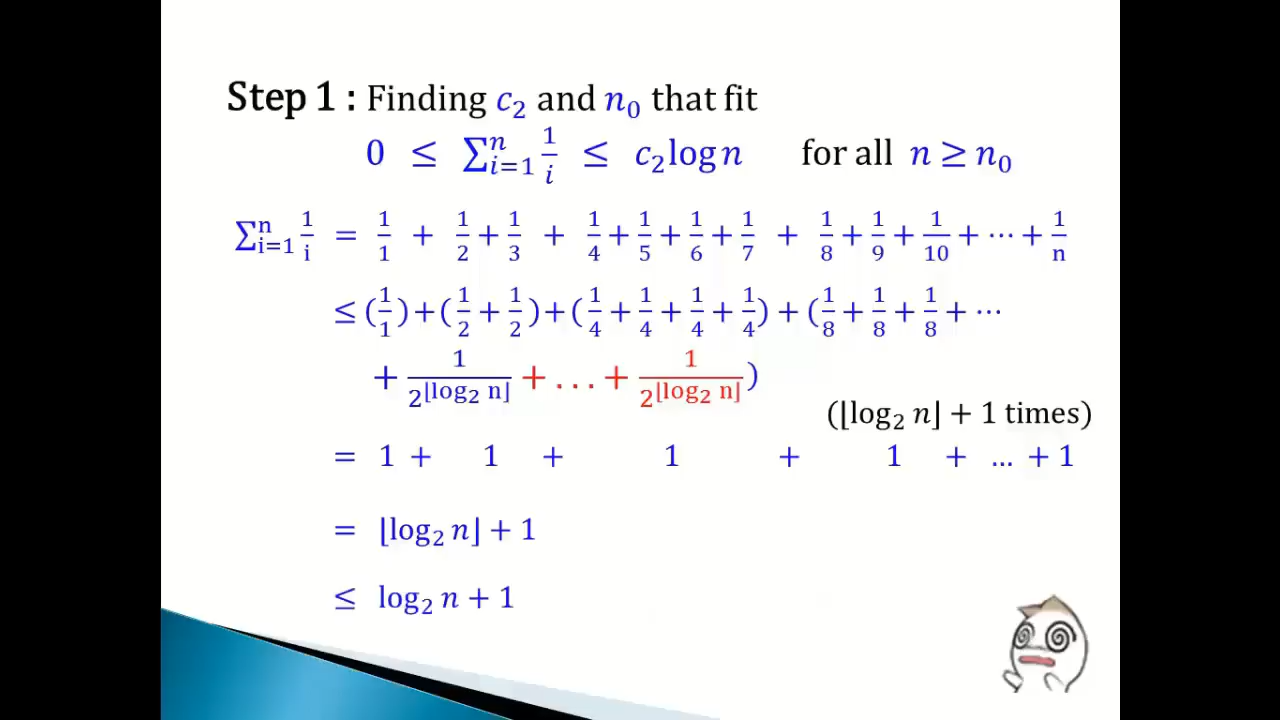 Step 1 : Finding c₂ and n₀ that fit
0 ≤ ∑ⁿᵢ₌₁ 1/i ≤ c₂log n for all n ≥ n₀
∑ⁿᵢ₌₁ 1/i = 1/1 + 1/2 + 1/3 + 1/4 + 1/5 + 1/6 + 1/7 + 1/8 + 1/9 + 1/10 + ⋯ + 1/n
≤ (1/1) + (1/2 + 1/2) + (1/4 + 1/4 + 1/4 + 1/4) + (1/8 + 1/8 + 1/8 + ⋯
+ 1/2^⌊log₂ n⌋ + ... + 1/2^⌊log₂ n⌋)
(⌊log₂ n⌋ + 1 times)
= 1 + 1 + 1 + 1 + ... + 1
= ⌊log₂ n⌋ + 1
≤ log₂ n + 1